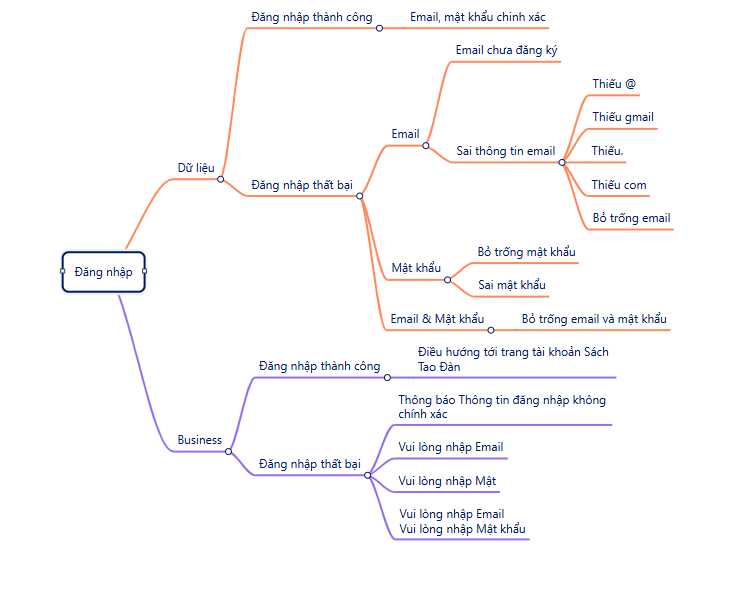 Đăng nhập
Dữ liệu
Đăng nhập thành công
Email, mật khẩu chinh xác
Đăng nhập thất bại
Email
Email chưa đăng ký
Sai thông tin email
Thiếu @
Thiếu gmail
Thiếu.
Thiếu com
Bỏ trống email
Mật khẩu
Bỏ trống mật khẩu
Sai mật khẩu
Email & Mật khẩu
Bỏ trống email và mật khẩu
Business
Đăng nhập thành công
Điều hướng tới trang tài khoản Sách
Tao Đàn
Đăng nhập thất bại
Thông báo Thông tin đăng nhập không
chính xác
Vui lòng nhập Email
Vui lòng nhập Mật
Vui lòng nhập Email
Vui lòng nhập Mật khẩu